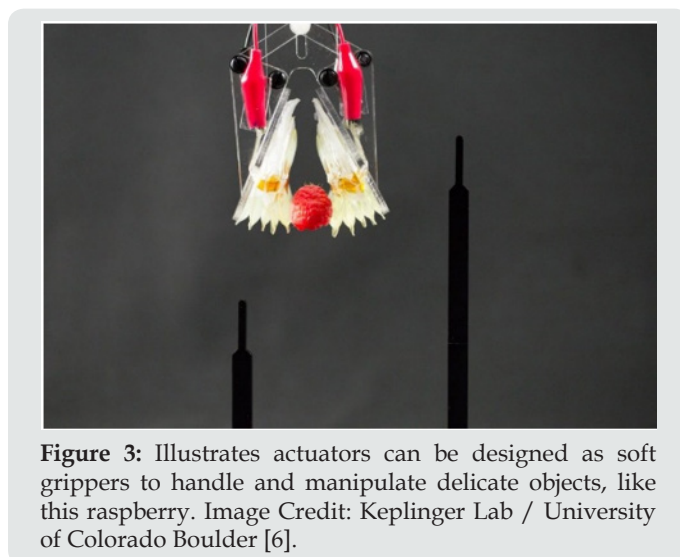 Figure 3: Illustrates actuators can be designed as soft
grippers to handle and manipulate delicate objects, like
this raspberry. Image Credit: Keplinger Lab / University
of Colorado Boulder [6].